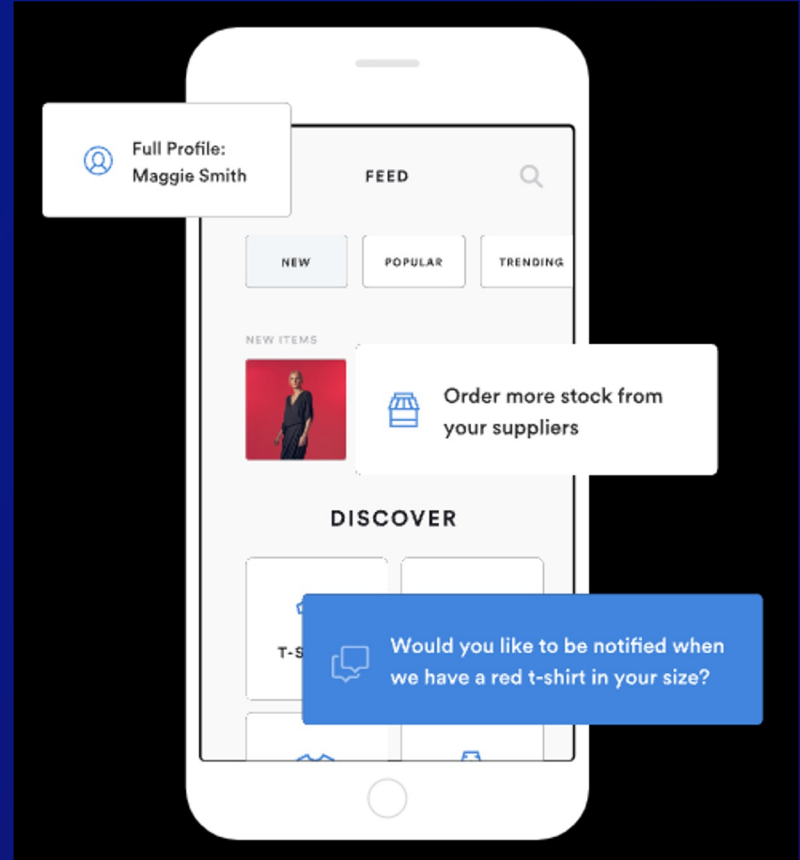 Full Profile:
Maggie Smith
FEED
NEW
POPULAR
TRENDING
NEW ITEMS
Order more stock from
your suppliers
DISCOVER
T-S
Would you like to be notified when
we have a red t-shirt in your size?